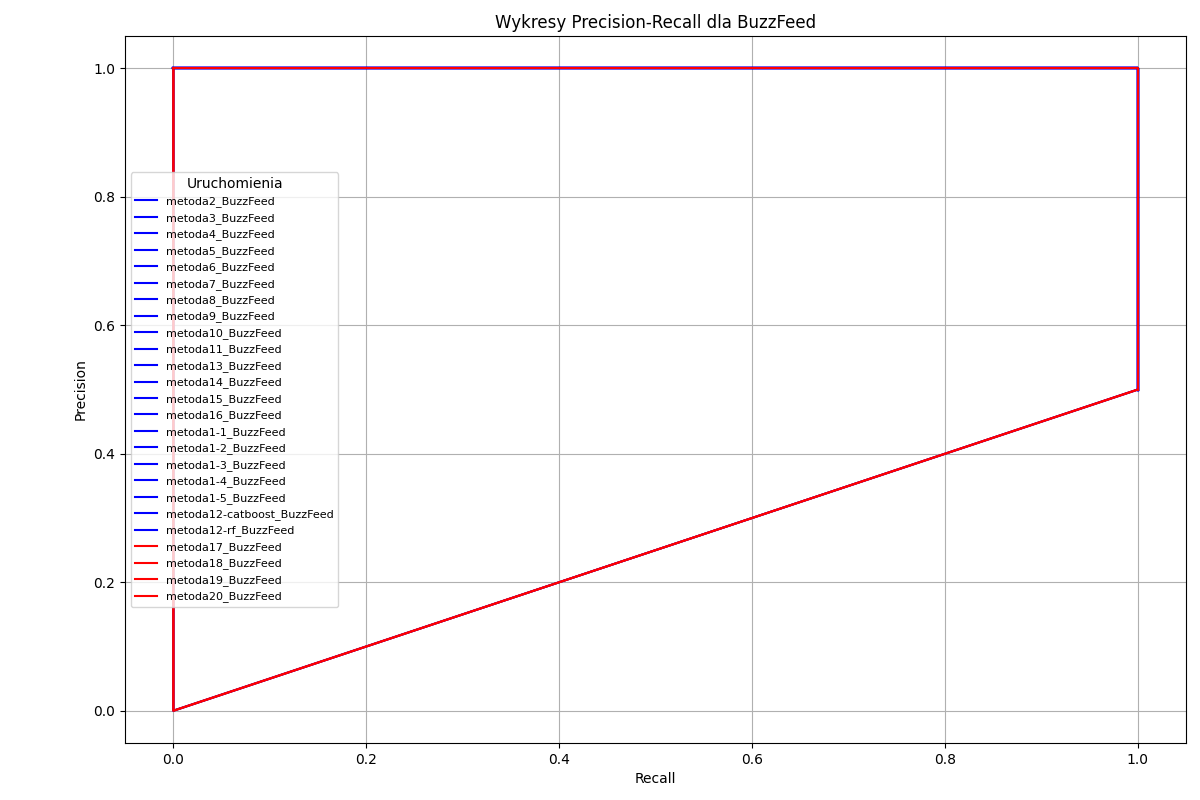 Wykresy Precision-Recall dla BuzzFeed
1.0
0.8
0.6
0.4
0.2
0.0
Precision
Uruchomienia
metoda2_BuzzFeed
metoda3_BuzzFeed
metoda4_BuzzFeed
metoda5_BuzzFeed
metoda6_BuzzFeed
metoda7_BuzzFeed
metoda8_BuzzFeed
metoda9_BuzzFeed
metoda10_BuzzFeed
metoda11_BuzzFeed
metoda13_BuzzFeed
metoda14_BuzzFeed
metoda15_BuzzFeed
metoda16_BuzzFeed
metoda1-1_BuzzFeed
metoda1-2_BuzzFeed
metoda1-3_BuzzFeed
metoda1-4_BuzzFeed
metoda1-5_BuzzFeed
metoda12-catboost_BuzzFeed
metoda12-rf_BuzzFeed
metoda17_BuzzFeed
metoda18_BuzzFeed
metoda19_BuzzFeed
metoda20_BuzzFeed
0.0 0.2 0.4 0.6 0.8 1.0
Recall